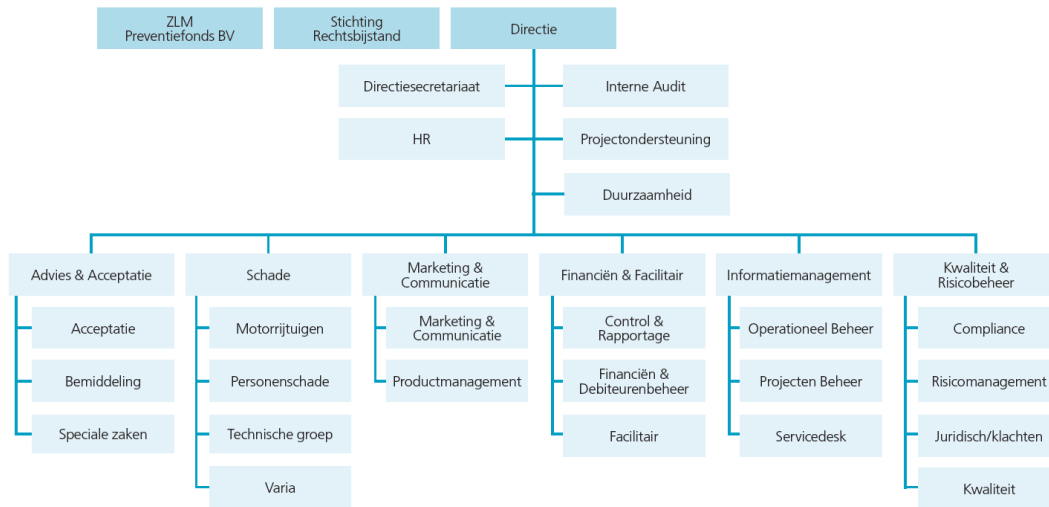 ZLM
Preventiefonds BV
Stichting
Rechtsbijstand
Directie
Directiesecretariaat
Interne Audit
HR
Projectondersteuning
Duurzaamheid
Advies & Acceptatie
Acceptatie
Bemiddeling
Speciale zaken
Schade
Motorrijtuigen
Personenschade
Technische groep
Varia
Marketing &
Communicatie
Marketing &
Communicatie
Productmanagement
Financiën & Facilitair
Control &
Rapportage
Financiën &
Debiteurenbeheer
Facilitair
Informatiemanagement
Operationeel Beheer
Projecten Beheer
Servicedesk
Kwaliteit &
Risicobeheer
Compliance
Risicomanagement
Juridisch/klachten
Kwaliteit